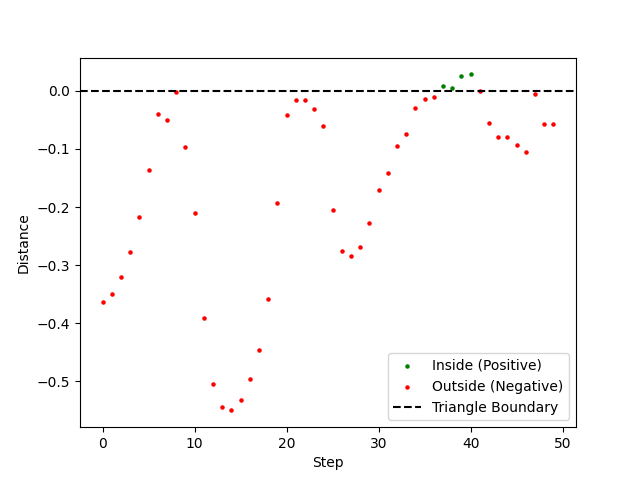 0.0
−0.1
−0.2
−0.3
−0.4
−0.5
Distance
0 10 20 30 40 50
Step
Inside (Positive)
Outside (Negative)
Triangle Boundary